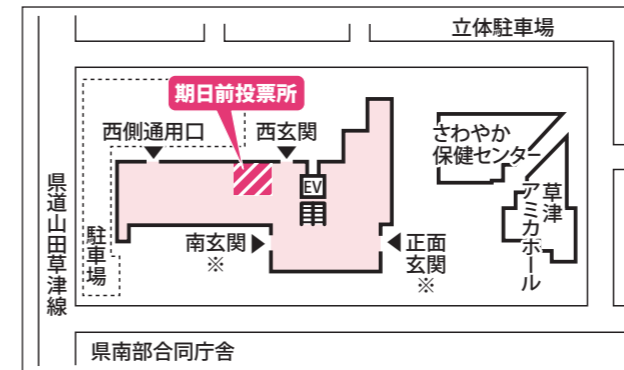 立体駐車場
期日前投票所
西側通用口
西玄関
さわやか
保健センター
EV
県道山田草津線
駐車場
南玄関
※
正面
玄関
※
草津
アミカホール
県南部合同庁舎